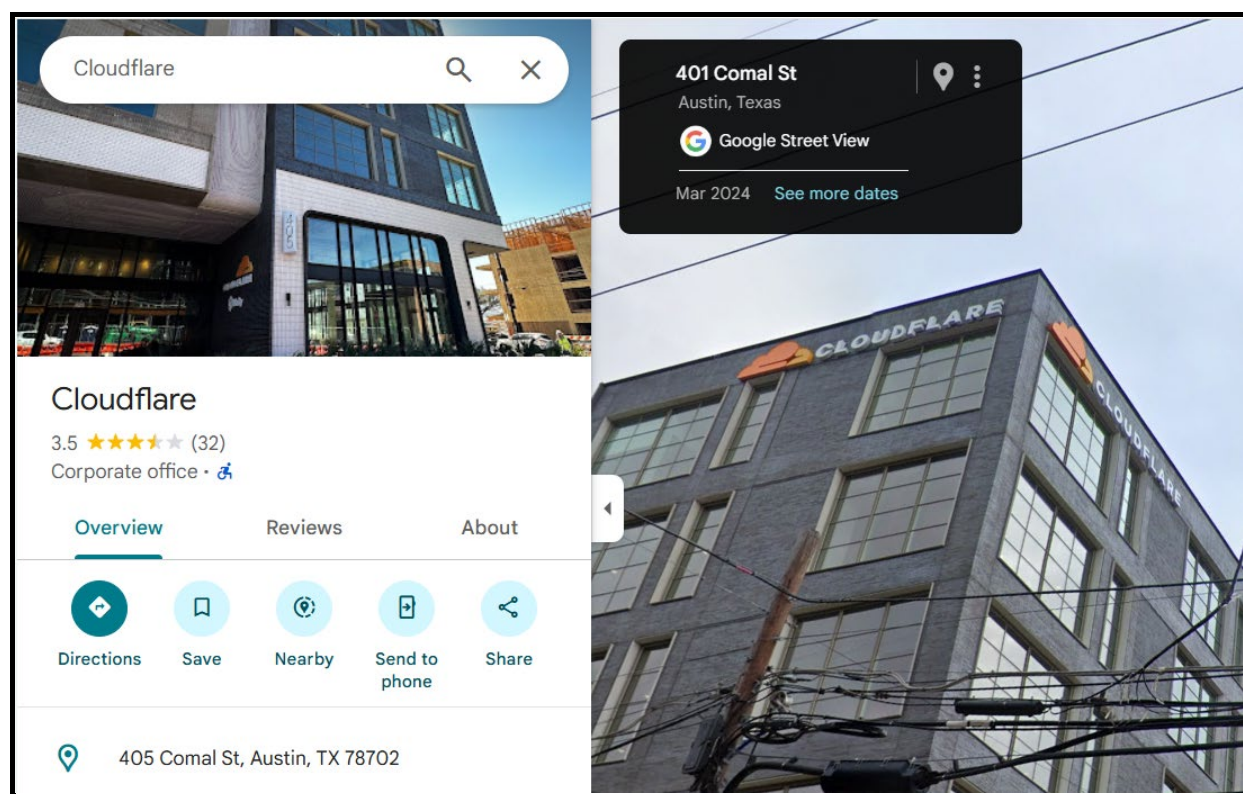 Cloudflare
405
Cloudflare
3.5 (32)
Corporate office ·
Overview Reviews About
Directions Save Nearby Send to phone Share
405 Comal St, Austin, TX 78702
401 Comal St
Austin, Texas
G Google Street View
Mar 2024 See more dates
CLOUDFLARE
CLOUDFLARE